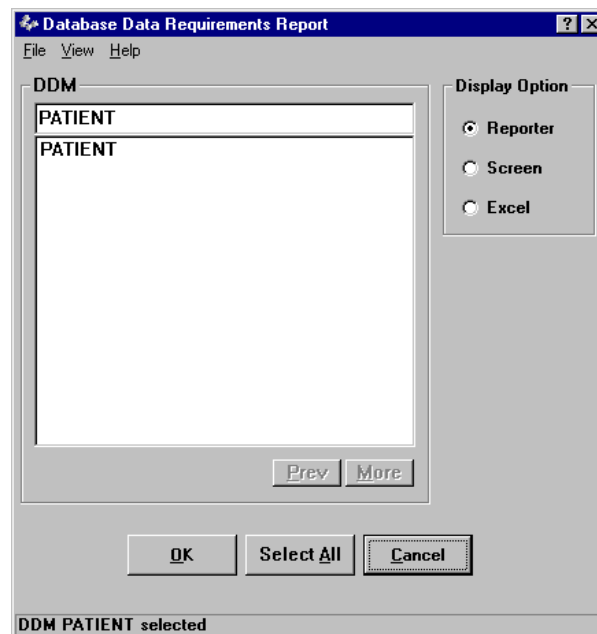 Database Data Requirements Report
File View Help
DDM
PATIENT
PATIENT
Prev More
Display Option
Reporter
Screen
Excel
OK Select All Cancel
DDM PATIENT selected